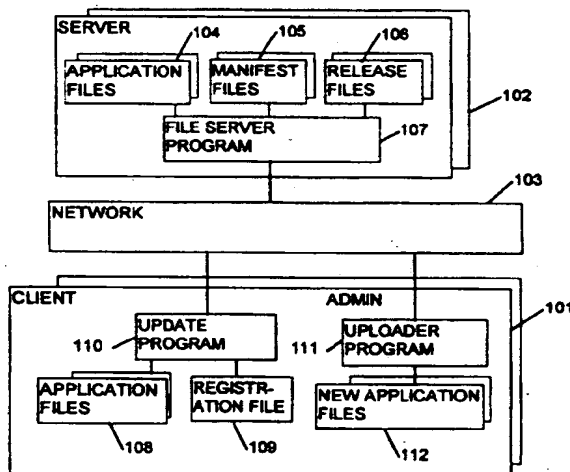 SERVER
104
105
106
APPLICATION
FILES
MANIFEST
FILES
RELEASE
FILES
102
FILE SERVER
PROGRAM
107
103
NETWORK
CLIENT
ADMIN
101
110
UPDATE
PROGRAM
111
UPLOADER
PROGRAM
APPLICATION
FILES
REGISTR-
ATION FILE
NEW APPLICATION
FILES
108
109
112